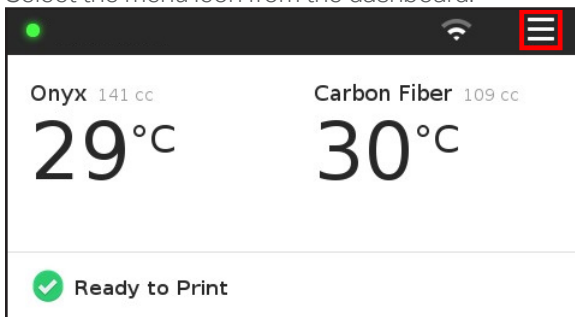 Select the menu icon from the dashboard.
Onyx 141 cc Carbon Fiber 109 cc
29°C 30°C
Ready to Print